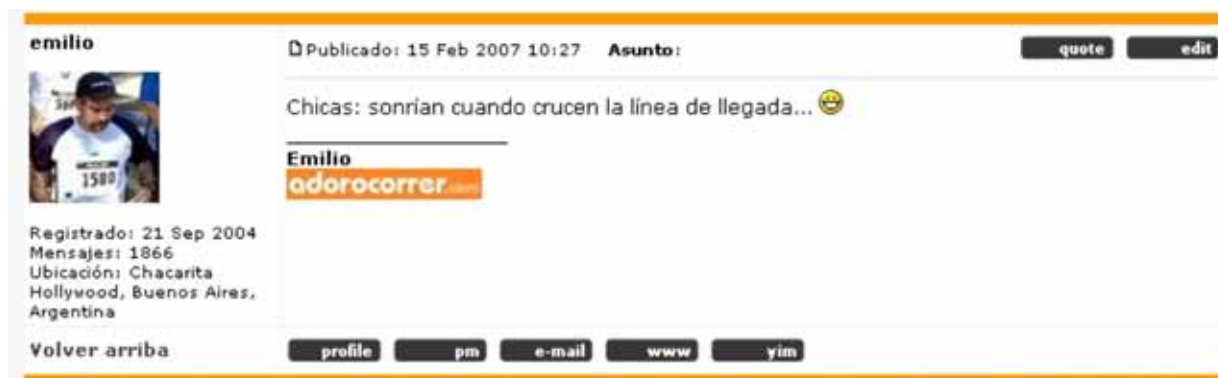 emilio
Publicado: 15 Feb 2007 10:27 Asunto:
quote edit
Chicas: sonrían cuando crucen la línea de llegada...
Emilio
adorocorrer.com
1580
Registrado: 21 Sep 2004
Mensajes: 1866
Ubicación: Chacarita
Hollywood, Buenos Aires,
Argentina
Volver arriba
profile pm e-mail www yim